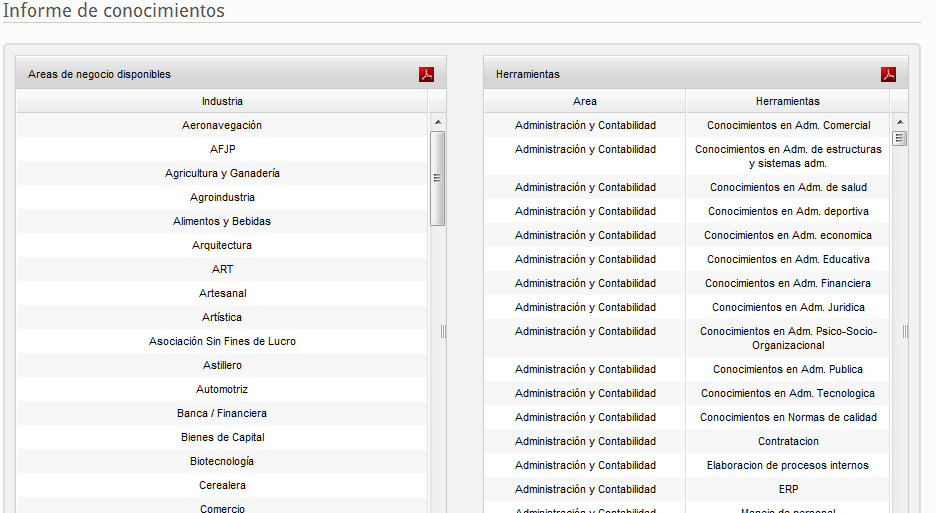 Informe de conocimientos
Areas de negocio disponibles
Industria
Aeronavegación
AFJP
Agricultura y Ganadería
Agroindustria
Alimentos y Bebidas
Arquitectura
ART
Artesanal
Artística
Asociación Sin Fines de Lucro
Astillero
Automotriz
Banca / Financiera
Bienes de Capital
Biotecnología
Cerealera
Comercio
Herramientas
Area Herramientas
Administración y Contabilidad Conocimientos en Adm. Comercial
Administración y Contabilidad Conocimientos en Adm. de estructuras
y sistemas adm.
Administración y Contabilidad Conocimientos en Adm. de salud
Administración y Contabilidad Conocimientos en Adm. deportiva
Administración y Contabilidad Conocimientos en Adm. economica
Administración y Contabilidad Conocimientos en Adm. Educativa
Administración y Contabilidad Conocimientos en Adm. Financiera
Administración y Contabilidad Conocimientos en Adm. Juridica
Administración y Contabilidad Conocimientos en Adm. Psico-Socio-
Organizacional
Administración y Contabilidad Conocimientos en Adm. Publica
Administración y Contabilidad Conocimientos en Adm. Tecnologica
Administración y Contabilidad Conocimientos en Normas de calidad
Administración y Contabilidad Contratacion
Administración y Contabilidad Elaboracion de procesos internos
Administración y Contabilidad ERP
Administración y Contabilidad Manejo de personal